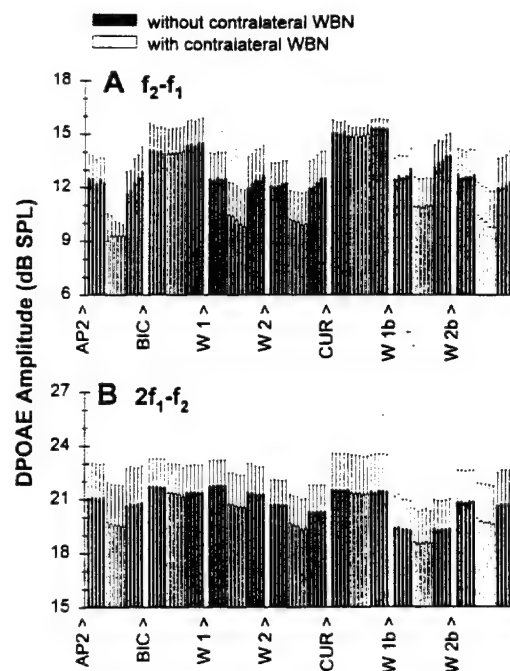 without contralateral WBN
with contralateral WBN
DPOAE Amplitude (dB SPL)
A f₂-f₁
18
15
12
9
6
AP2 >
BIC >
W 1 >
W 2 >
CUR >
W 1b >
W 2b >
B 2f₁-f₂
27
24
21
18
15
AP2 >
BIC >
W 1 >
W 2 >
CUR >
W 1b >
W 2b >